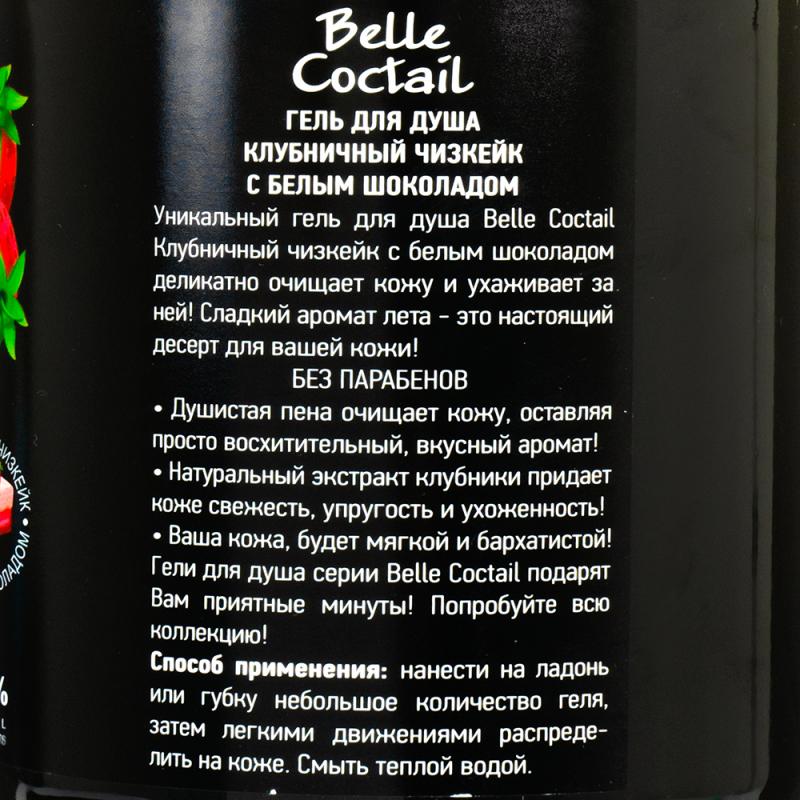 Belle
Coctail
ГЕЛЬ ДЛЯ ДУША
КЛУБНИЧНЫЙ ЧИЗКЕЙК
С БЕЛЫМ ШОКОЛАДОМ
Уникальный гель для душа Belle Coctail
Клубничный чизкейк с белым шоколадом
деликатно очищает кожу и ухаживает за
ней! Сладкий аромат лета – это настоящий
десерт для вашей кожи!
БЕЗ ПАРАБЕНОВ
• Душистая пена очищает кожу, оставляя
просто восхитительный, вкусный аромат!
• Натуральный экстракт клубники придает
коже свежесть, упругость и ухоженность!
• Ваша кожа, будет мягкой и бархатистой!
Гели для душа серии Belle Coctail подарят
Вам приятные минуты! Попробуйте всю
коллекцию!
Способ применения: нанести на ладонь
или губку небольшое количество геля,
затем легкими движениями распреде-
лить на коже. Смыть теплой водой.
ЧИЗКЕЙК •
%